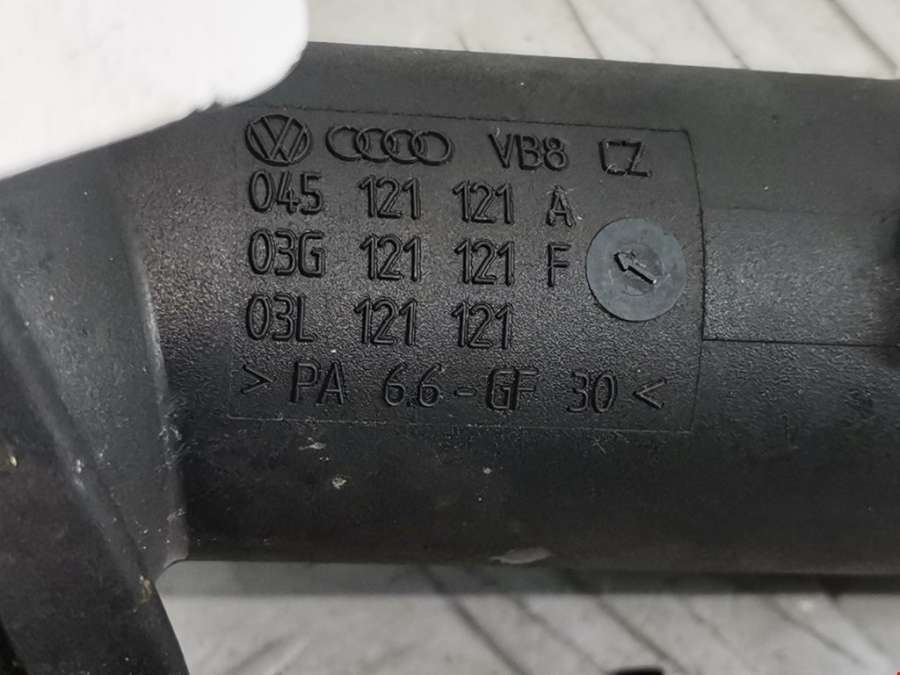 VB8 CZ
045 121 121 A
03G 121 121 F
03L 121 121
> PA 6.6-GF 30 <